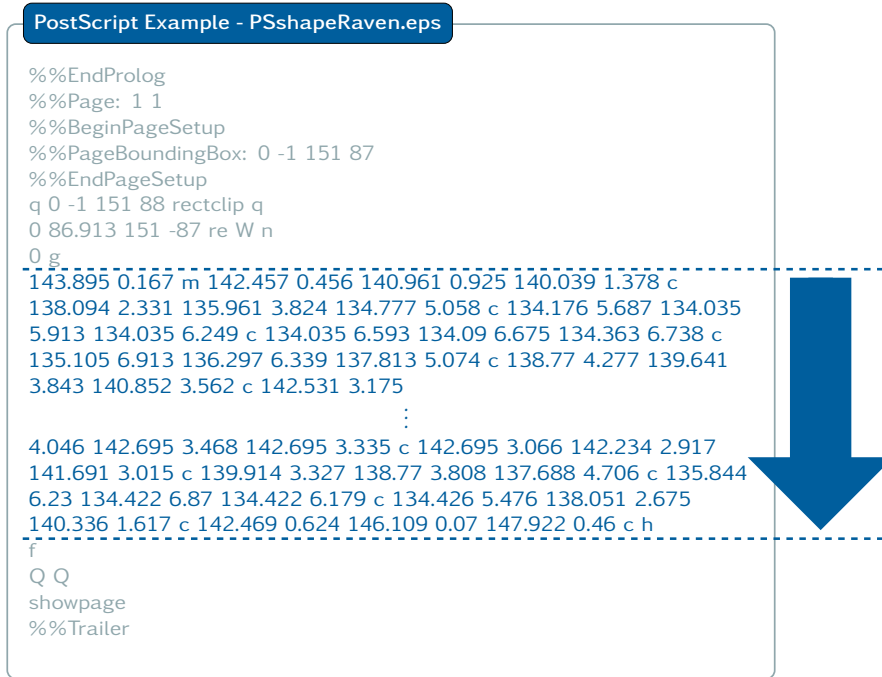 PostScript Example - PSshapeRaven.eps
%%EndProlog
%%Page: 1 1
%%BeginPageSetup
%%PageBoundingBox: 0 -1 151 87
%%EndPageSetup
q 0 -1 151 88 rectclip q
0 86.913 151 -87 re W n
0 g
143.895 0.167 m 142.457 0.456 140.961 0.925 140.039 1.378 c
138.094 2.331 135.961 3.824 134.777 5.058 c 134.176 5.687 134.035
5.913 134.035 6.249 c 134.035 6.593 134.09 6.675 134.363 6.738 c
135.105 6.913 136.297 6.339 137.813 5.074 c 138.77 4.277 139.641
3.843 140.852 3.562 c 142.531 3.175
⋮
4.046 142.695 3.468 142.695 3.335 c 142.695 3.066 142.234 2.917
141.691 3.015 c 139.914 3.327 138.77 3.808 137.688 4.706 c 135.844
6.23 134.422 6.87 134.422 6.179 c 134.426 5.476 138.051 2.675
140.336 1.617 c 142.469 0.624 146.109 0.07 147.922 0.46 c h
f
Q Q
showpage
%%Trailer